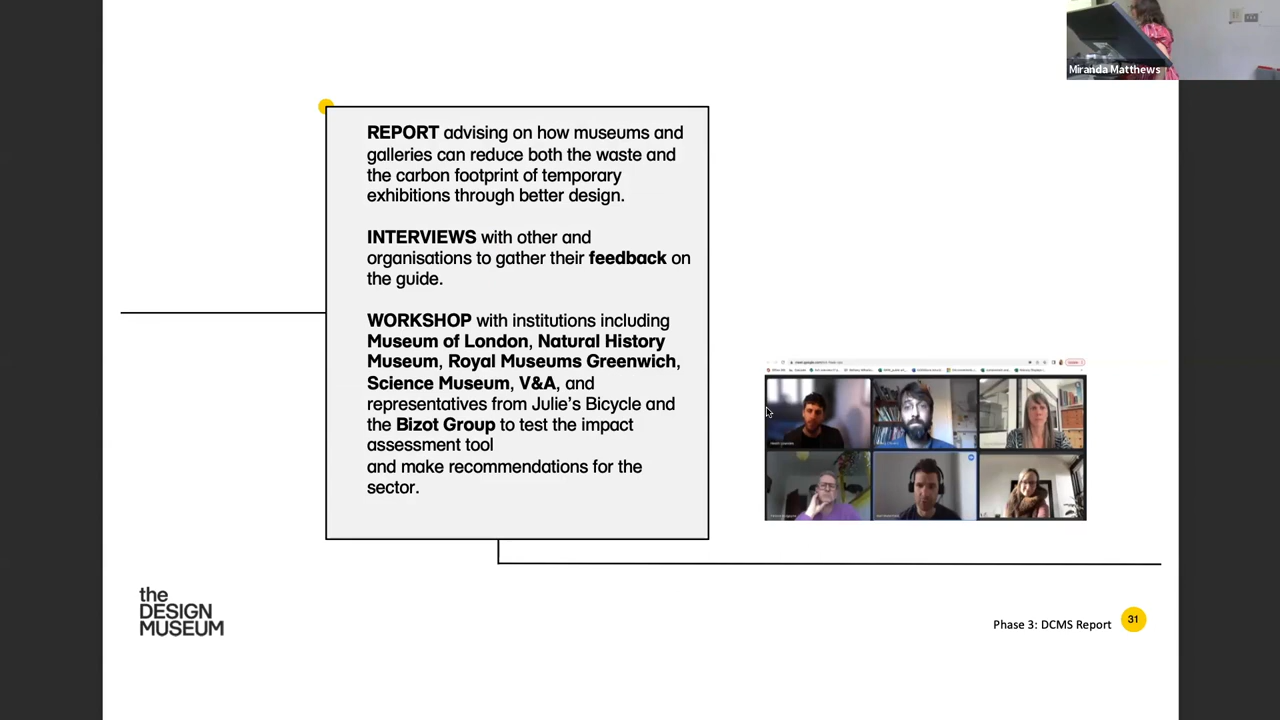 Miranda Matthews
REPORT advising on how museums and
galleries can reduce both the waste and
the carbon footprint of temporary
exhibitions through better design.
INTERVIEWS with other and
organisations to gather their feedback on
the guide.
WORKSHOP with institutions including
Museum of London, Natural History
Museum, Royal Museums Greenwich,
Science Museum, V&A, and
representatives from Julie's Bicycle and
the Bizot Group to test the impact
assessment tool
and make recommendations for the
sector.
the
DESIGN
MUSEUM
Phase 3: DCMS Report
31